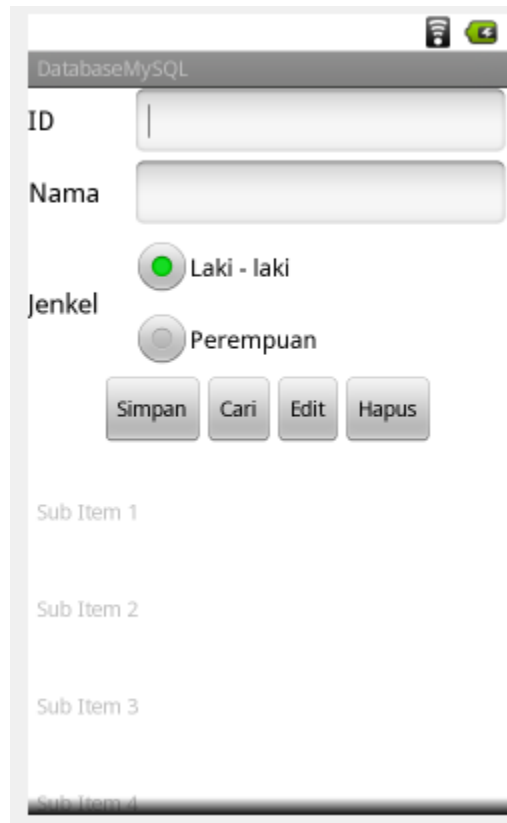 DatabaseMySQL
ID
Nama
Jenkel
Laki - laki
Perempuan
Simpan Cari Edit Hapus
Sub Item 1
Sub Item 2
Sub Item 3
Sub Item 4